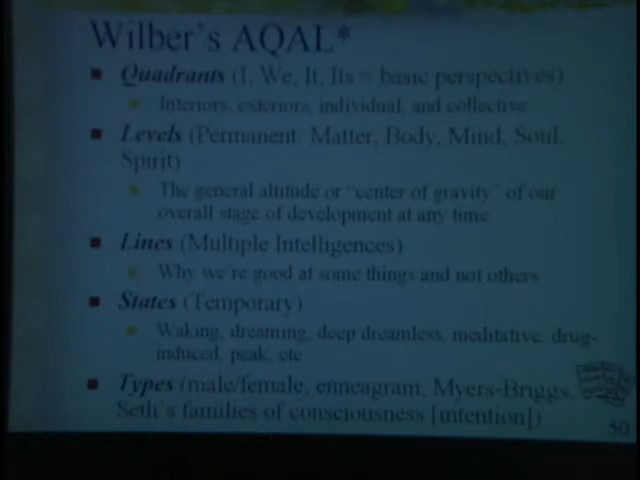 Wilber's AQAL*
Quadrants (I, We, It, Its = basic perspectives)
Interiors, exteriors, individual, and collective
Levels (Permanent: Matter, Body, Mind, Soul,
Spirit)
The general altitude or "center of gravity" of our
overall stage of development at any time
Lines (Multiple Intelligences)
Why we're good at some things and not others
States (Temporary)
Waking, dreaming, deep dreamless, meditative, drug-
induced, peak, etc
Types (male/female, enneagram, Myers-Briggs,
Seth's families of consciousness [intention])
50